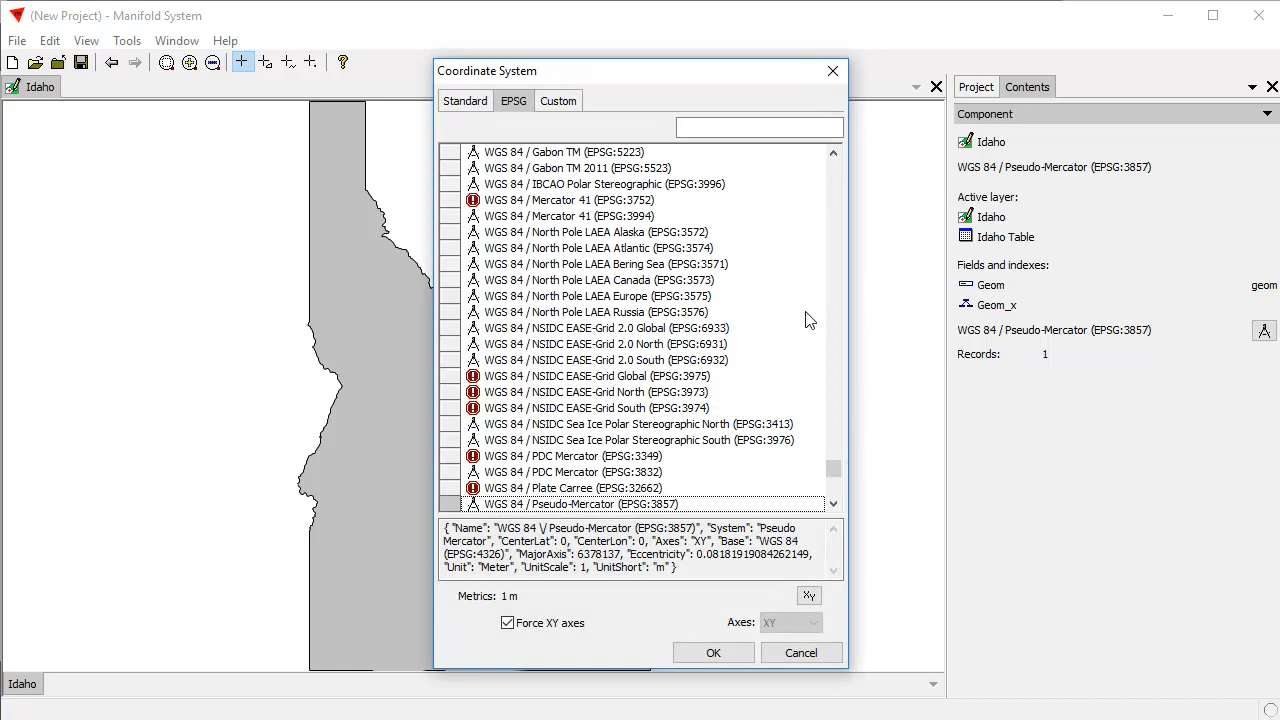 (New Project) - Manifold System
File Edit View Tools Window Help
Idaho
Coordinate System
Standard EPSG Custom
WGS 84 / Gabon TM (EPSG:5223)
WGS 84 / Gabon TM 2011 (EPSG:5523)
WGS 84 / IBCAO Polar Stereographic (EPSG:3996)
WGS 84 / Mercator 41 (EPSG:3752)
WGS 84 / Mercator 41 (EPSG:3994)
WGS 84 / North Pole LAEA Alaska (EPSG:3572)
WGS 84 / North Pole LAEA Atlantic (EPSG:3574)
WGS 84 / North Pole LAEA Bering Sea (EPSG:3571)
WGS 84 / North Pole LAEA Canada (EPSG:3573)
WGS 84 / North Pole LAEA Europe (EPSG:3575)
WGS 84 / North Pole LAEA Russia (EPSG:3576)
WGS 84 / NSIDC EASE-Grid 2.0 Global (EPSG:6933)
WGS 84 / NSIDC EASE-Grid 2.0 North (EPSG:6931)
WGS 84 / NSIDC EASE-Grid 2.0 South (EPSG:6932)
WGS 84 / NSIDC EASE-Grid Global (EPSG:3975)
WGS 84 / NSIDC EASE-Grid North (EPSG:3973)
WGS 84 / NSIDC EASE-Grid South (EPSG:3974)
WGS 84 / NSIDC Sea Ice Polar Stereographic North (EPSG:3413)
WGS 84 / NSIDC Sea Ice Polar Stereographic South (EPSG:3976)
WGS 84 / PDC Mercator (EPSG:3349)
WGS 84 / PDC Mercator (EPSG:3832)
WGS 84 / Plate Carree (EPSG:32662)
WGS 84 / Pseudo-Mercator (EPSG:3857)
{ "Name": "WGS 84 \/ Pseudo-Mercator (EPSG:3857)", "System": "Pseudo
Mercator", "CenterLat": 0, "CenterLon": 0, "Axes": "XY", "Base": "WGS 84
(EPSG:4326)", "MajorAxis": 6378137, "Eccentricity": 0.08181919084262149,
"Unit": "Meter", "UnitScale": 1, "UnitShort": "m" }
Metrics: 1 m
XY
Force XY axes
Axes: XY
OK Cancel
Project Contents
Component
Idaho
WGS 84 / Pseudo-Mercator (EPSG:3857)
Active layer:
Idaho
Idaho Table
Fields and indexes:
Geom geom
Geom_x
WGS 84 / Pseudo-Mercator (EPSG:3857)
Records: 1
Idaho